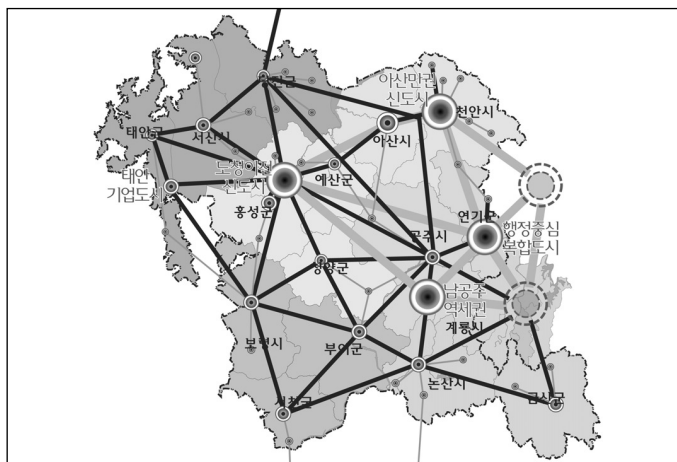 아산만권
신도시
천안시
태안군
서산시
아산시
도청이전
신도시
예산군
태안
기업도시
홍성군
연기군
공주시
행정중심
복합도시
청양군
남공주
역세권
계룡시
보령시
부여군
논산시
서천군
금산군